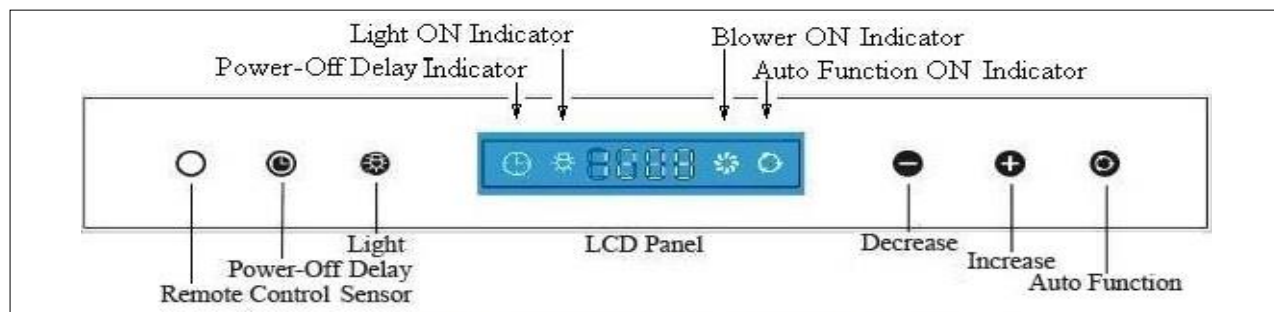 Light ON Indicator
Blower ON Indicator
Power-Off Delay Indicator
Auto Function ON Indicator
Light
LCD Panel
Decrease
Power-Off Delay
Increase
Remote Control Sensor
Auto Function